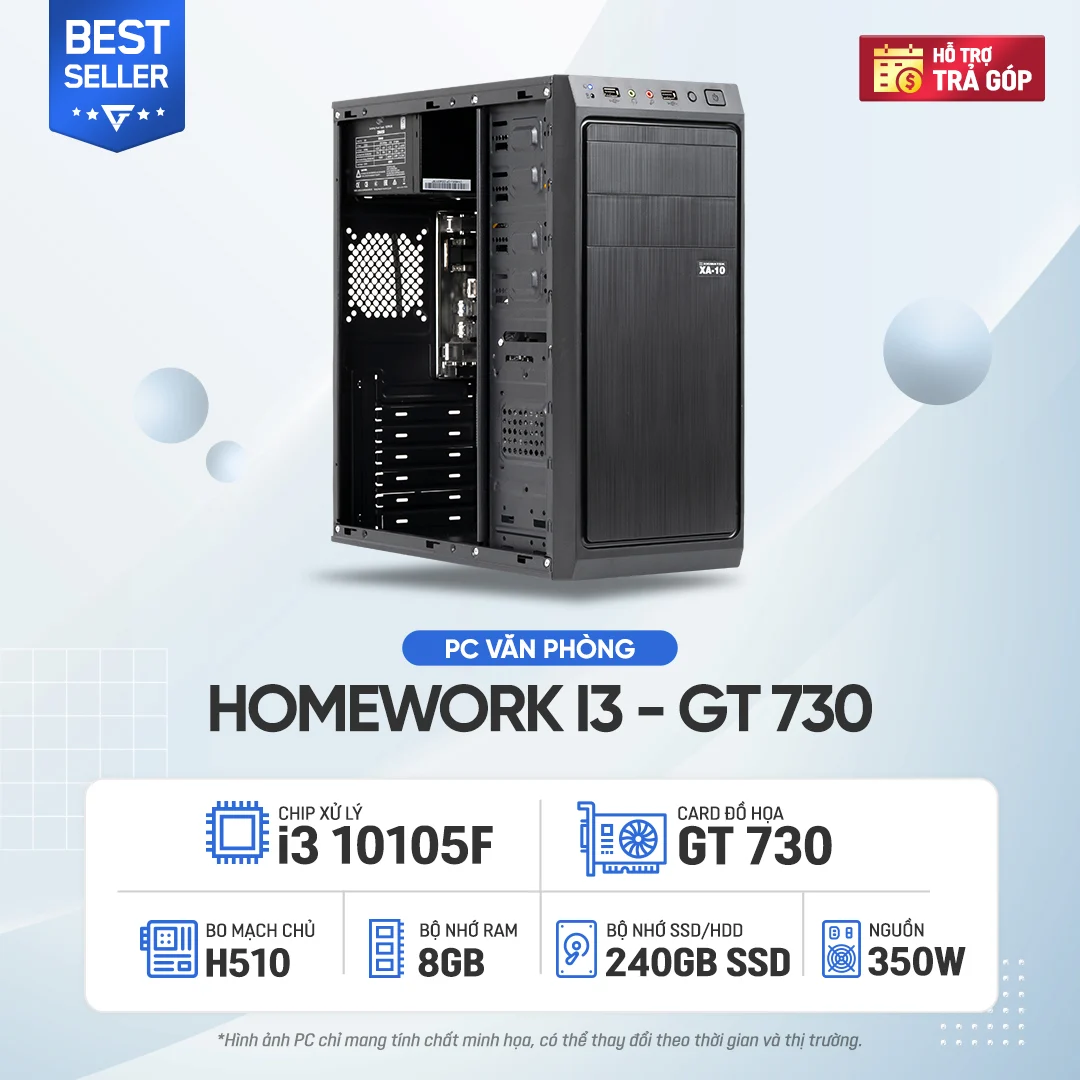 BEST
SELLER
HỖ TRỢ
TRẢ GÓP
XA-10
PC VĂN PHÒNG
HOMEWORK I3 - GT 730
CHIP XỬ LÝ
i3 10105F
CARD ĐỒ HỌA
GT 730
BO MẠCH CHỦ
H510
BỘ NHỚ RAM
8GB
BỘ NHỚ SSD/HDD
240GB SSD
NGUỒN
350W
*Hình ảnh PC chỉ mang tính chất minh họa, có thể thay đổi theo thời gian và thị trường.